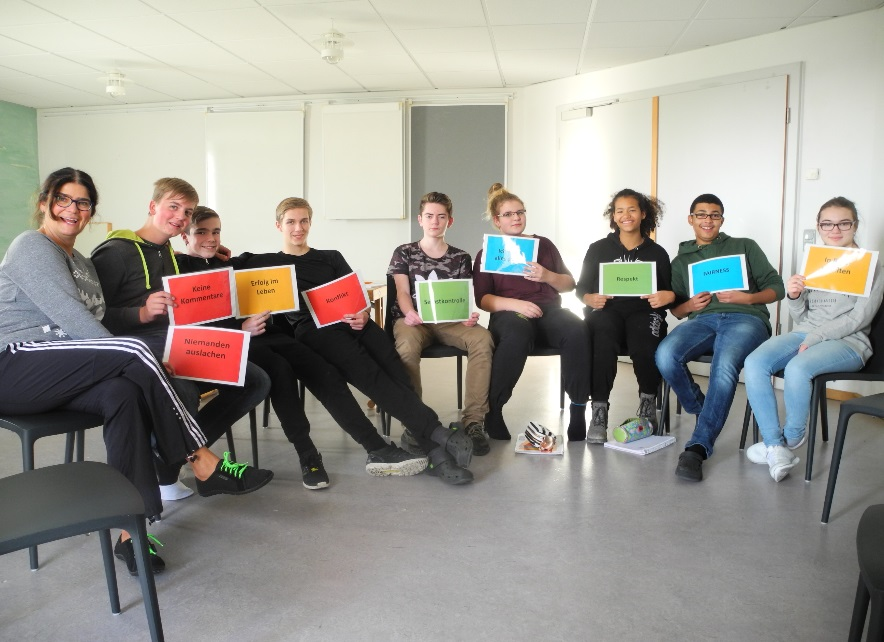 Keine
Kommentare
Niemanden
auslachen
Erfolg im
Leben
Konflikt
Selbstkontrolle
Respekt
FAIRNESS